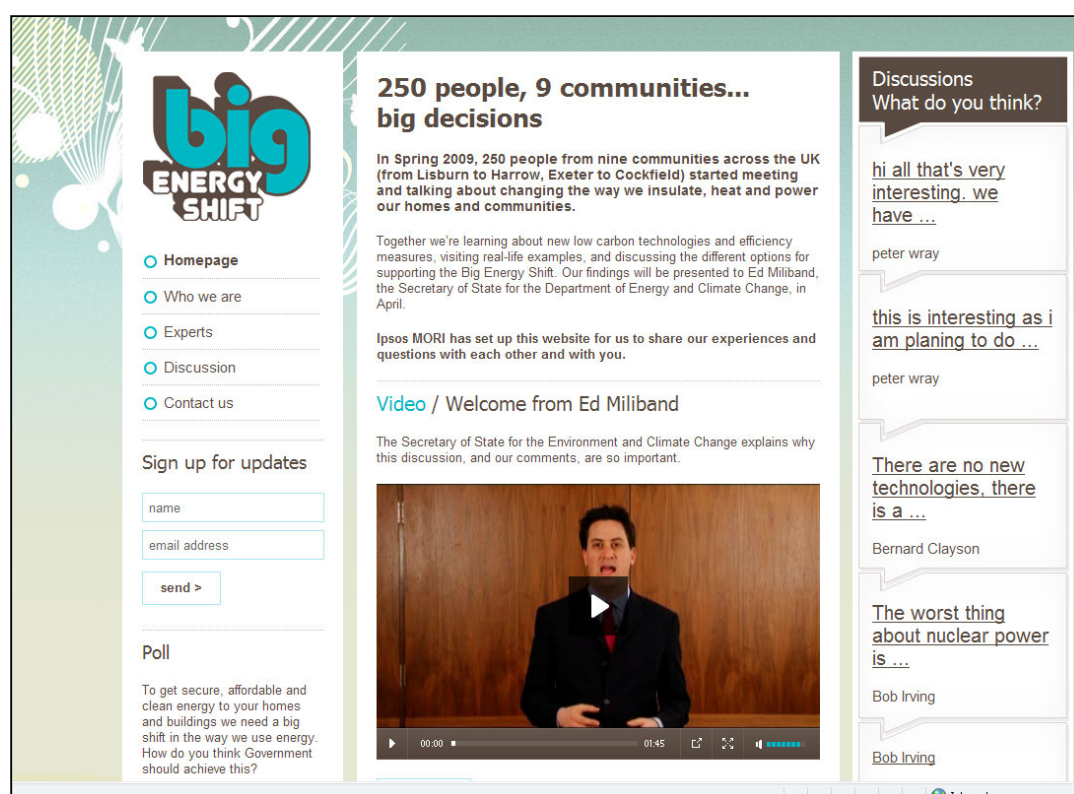 big
ENERGY
SHIFT
Homepage
Who we are
Experts
Discussion
Contact us
Sign up for updates
name
email address
send >
Poll
To get secure, affordable and
clean energy to your homes
and buildings we need a big
shift in the way we use energy.
How do you think Government
should achieve this?
250 people, 9 communities...
big decisions
In Spring 2009, 250 people from nine communities across the UK
(from Lisburn to Harrow, Exeter to Cockfield) started meeting
and talking about changing the way we insulate, heat and power
our homes and communities.
Together we're learning about new low carbon technologies and efficiency
measures, visiting real-life examples, and discussing the different options for
supporting the Big Energy Shift. Our findings will be presented to Ed Miliband,
the Secretary of State for the Department of Energy and Climate Change, in
April.
Ipsos MORI has set up this website for us to share our experiences and
questions with each other and with you.
Video / Welcome from Ed Miliband
The Secretary of State for the Environment and Climate Change explains why
this discussion, and our comments, are so important.
00:00
01:45
Discussions
What do you think?
hi all that's very
interesting. we
have ...
peter wray
this is interesting as i
am planing to do ...
peter wray
There are no new
technologies, there
is a ...
Bernard Clayson
The worst thing
about nuclear power
is ...
Bob Irving
Bob Irving